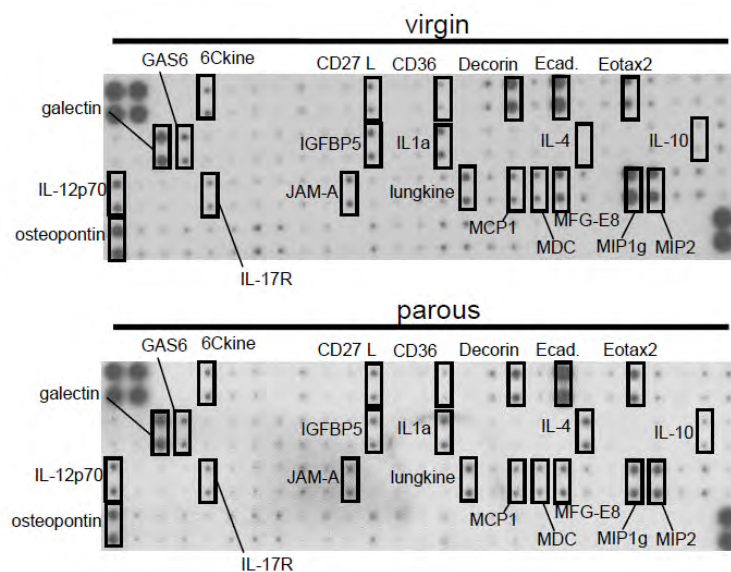 virgin
GAS6 6Ckine CD27 L CD36 Decorin Ecad. Eotax2
galectin
IGFBP5 IL1a IL-4 IL-10
IL-12p70 JAM-A lungkine
osteopontin MCP1 MFG-E8
MDC MIP1g MIP2
IL-17R
parous
GAS6 6Ckine CD27 L CD36 Decorin Ecad. Eotax2
galectin
IGFBP5 IL1a IL-4 IL-10
IL-12p70 JAM-A lungkine
osteopontin MCP1 MFG-E8
MDC MIP1g MIP2
IL-17R